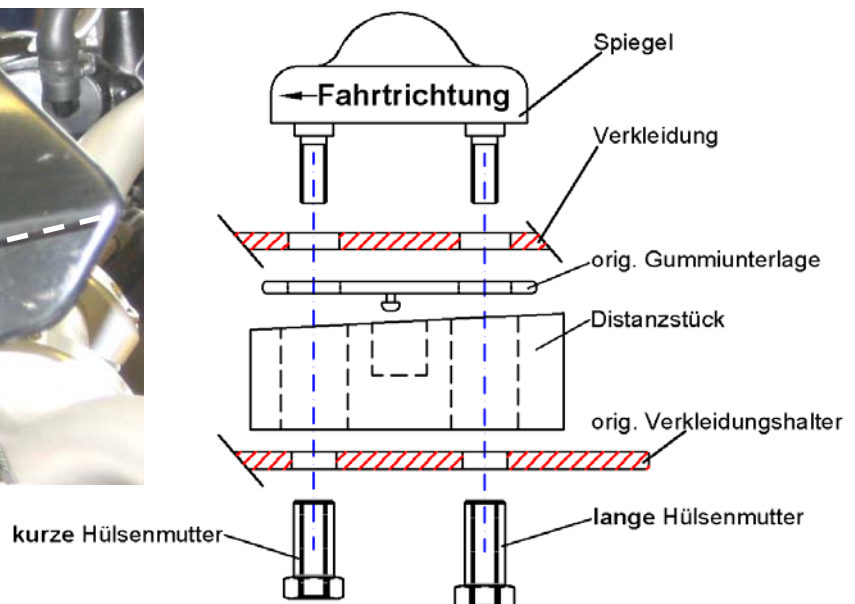 Spiegel
Fahrtrichtung
Verkleidung
orig. Gummiunterlage
Distanzstück
orig. Verkleidungshalter
lange Hülsenmutter
kurze Hülsenmutter